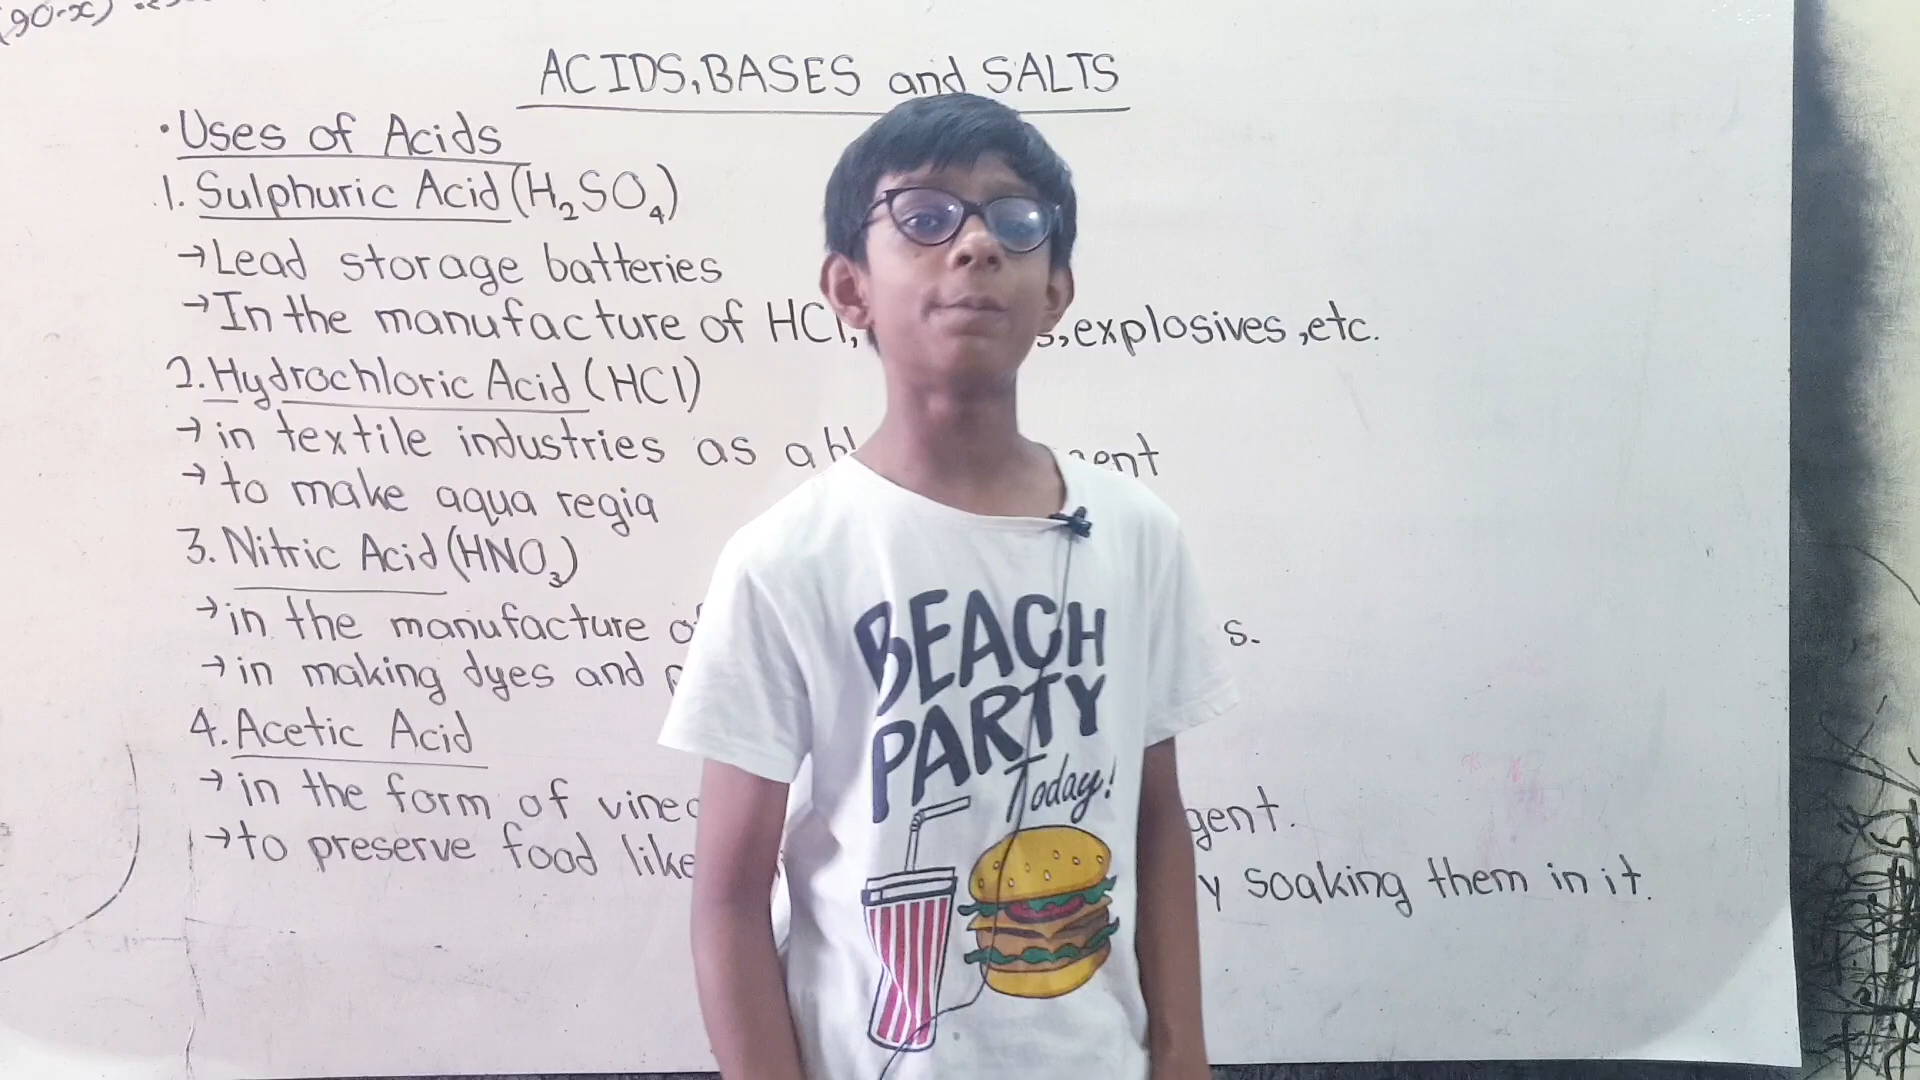 (90-x)
ACIDS, BASES and SALTS
• Uses of Acids
1. Sulphuric Acid (H₂SO₄)
→ Lead storage batteries
→ In the manufacture of HCl, explosives, etc.
2. Hydrochloric Acid (HCl)
→ in textile industries as a
→ to make aqua regia
3. Nitric Acid (HNO₃)
→ in the manufacture
→ in making dyes and
4. Acetic Acid
→ in the form of
→ to preserve food like soaking them in it.
BEACH
PARTY
Today!